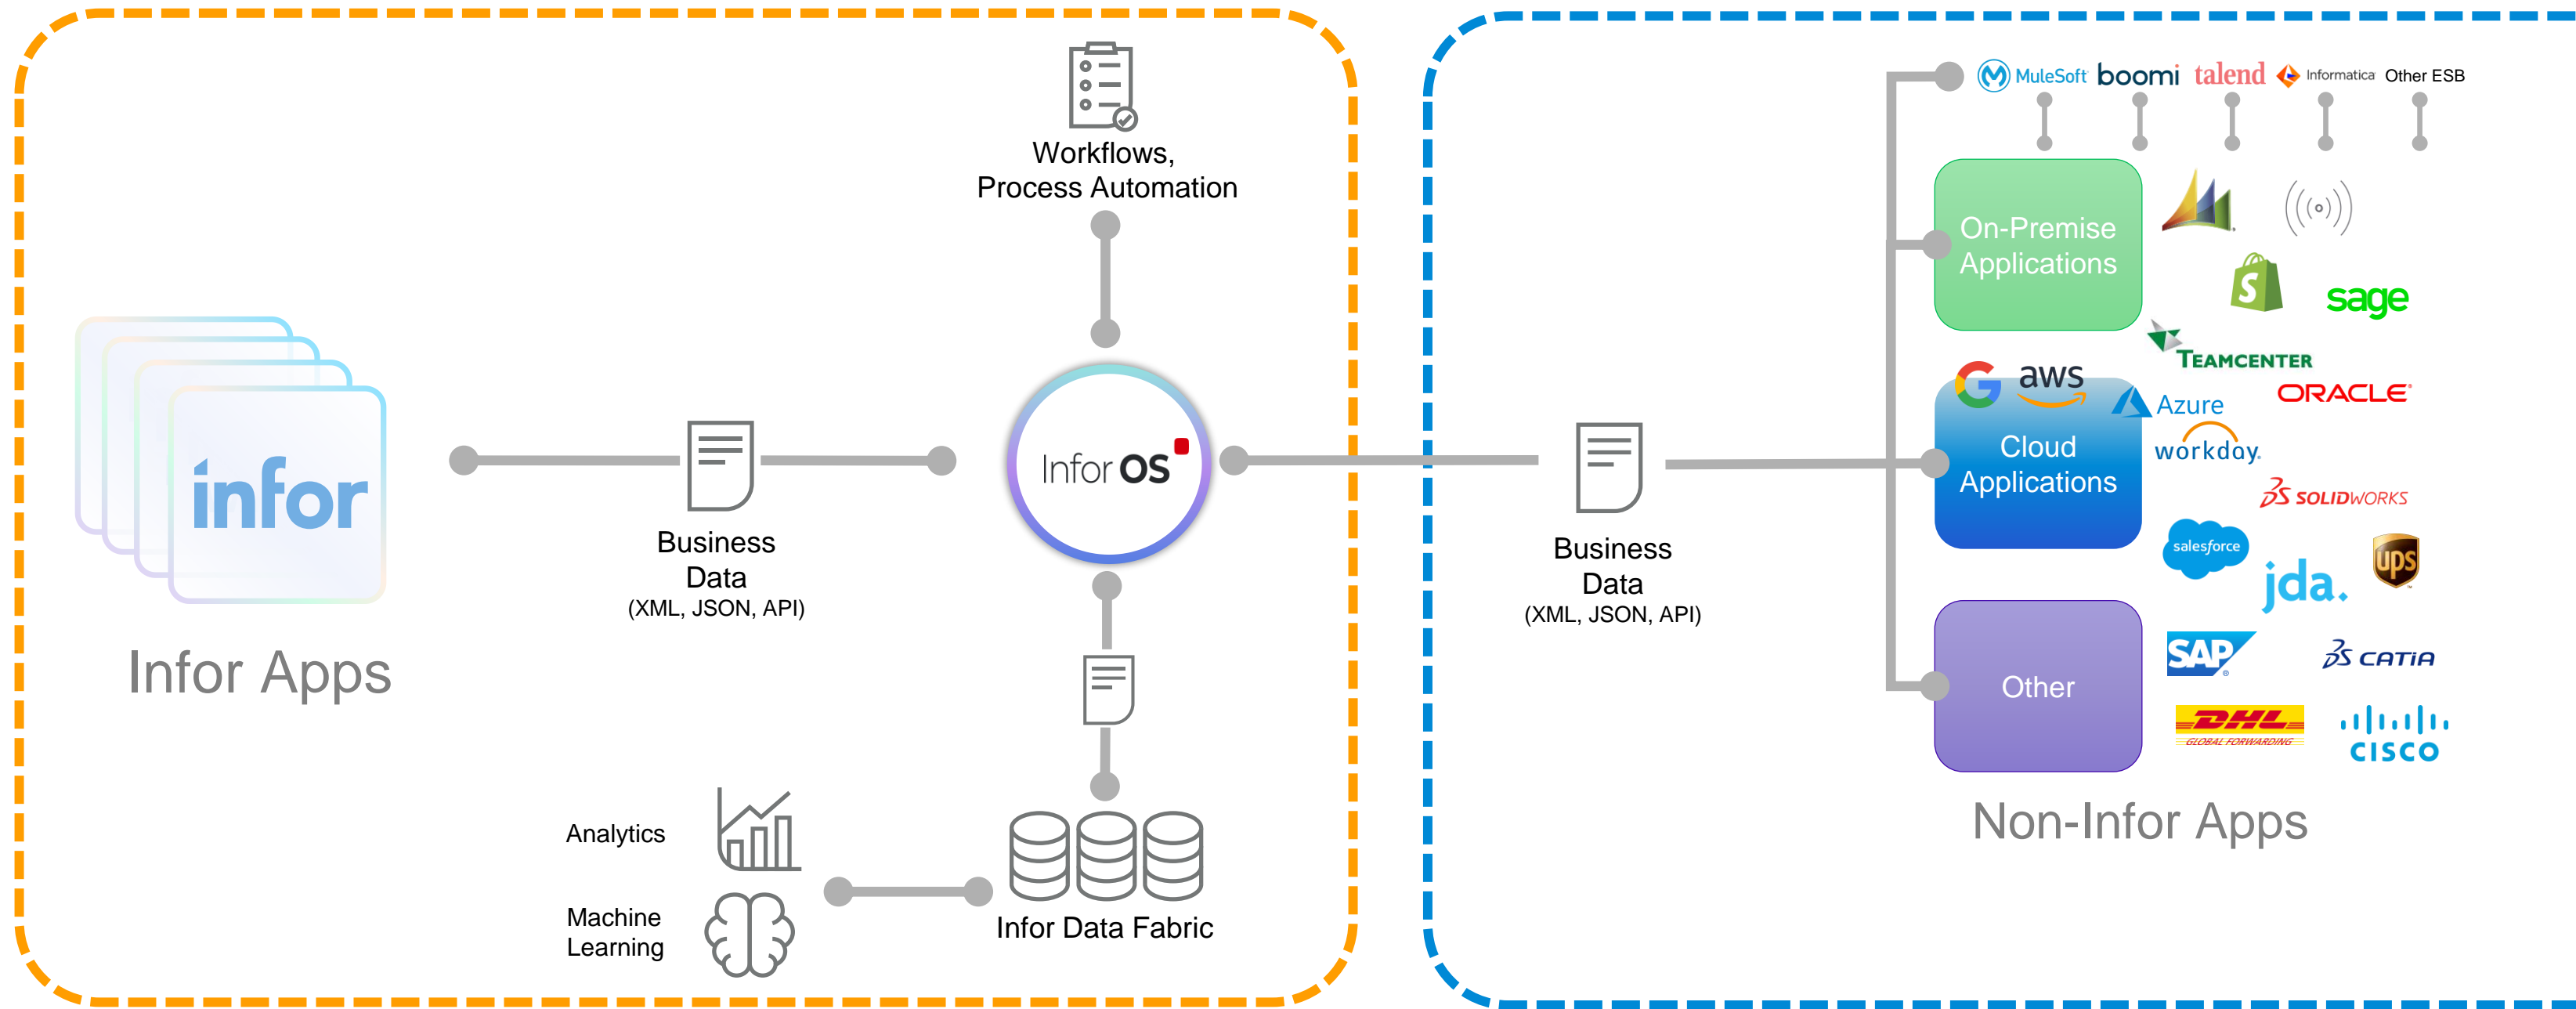 Workflows,
Process Automation
infor
Infor Apps
Business
Data
(XML, JSON, API)
Infor OS
Analytics
Machine
Learning
Infor Data Fabric
Business
Data
(XML, JSON, API)
MuleSoft boomi talend Informatica Other ESB
On-Premise
Applications
S
sage
TEAMCENTER
ORACLE®
G aws
Azure
Cloud
Applications
workday.
3S SOLIDWORKS
salesforce
ups
jda.
SAP®
3S CATIA
Other
DHL
GLOBAL FORWARDING
CISCO
Non-Infor Apps